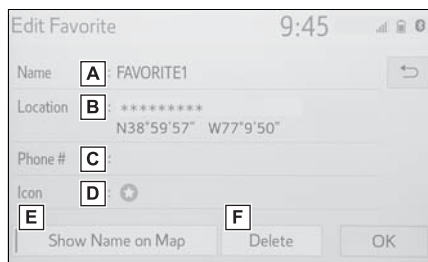 Edit Favorite 9:45
Name A : FAVORITE1
Location B : *********
N38°59'57" W77°9'50"
Phone # C :
Icon D :
E F
Show Name on Map Delete OK